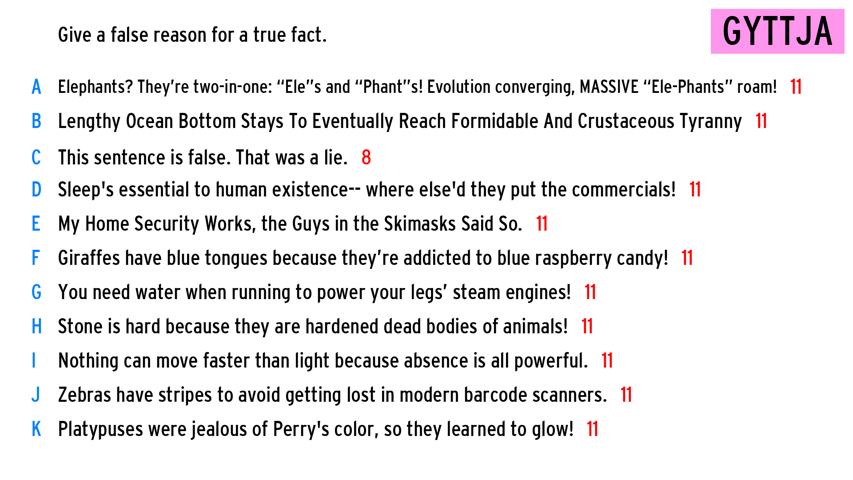 Give a false reason for a true fact.
GYTTJA
A Elephants? They're two-in-one: “Ele”s and “Phant”s! Evolution converging, MASSIVE “Ele-Phants” roam! 11
B Lengthy Ocean Bottom Stays To Eventually Reach Formidable And Crustaceous Tyranny 11
C This sentence is false. That was a lie. 8
D Sleep's essential to human existence-- where else'd they put the commercials! 11
E My Home Security Works, the Guys in the Skimasks Said So. 11
F Giraffes have blue tongues because they're addicted to blue raspberry candy! 11
G You need water when running to power your legs' steam engines! 11
H Stone is hard because they are hardened dead bodies of animals! 11
I Nothing can move faster than light because absence is all powerful. 11
J Zebras have stripes to avoid getting lost in modern barcode scanners. 11
K Platypuses were jealous of Perry's color, so they learned to glow! 11